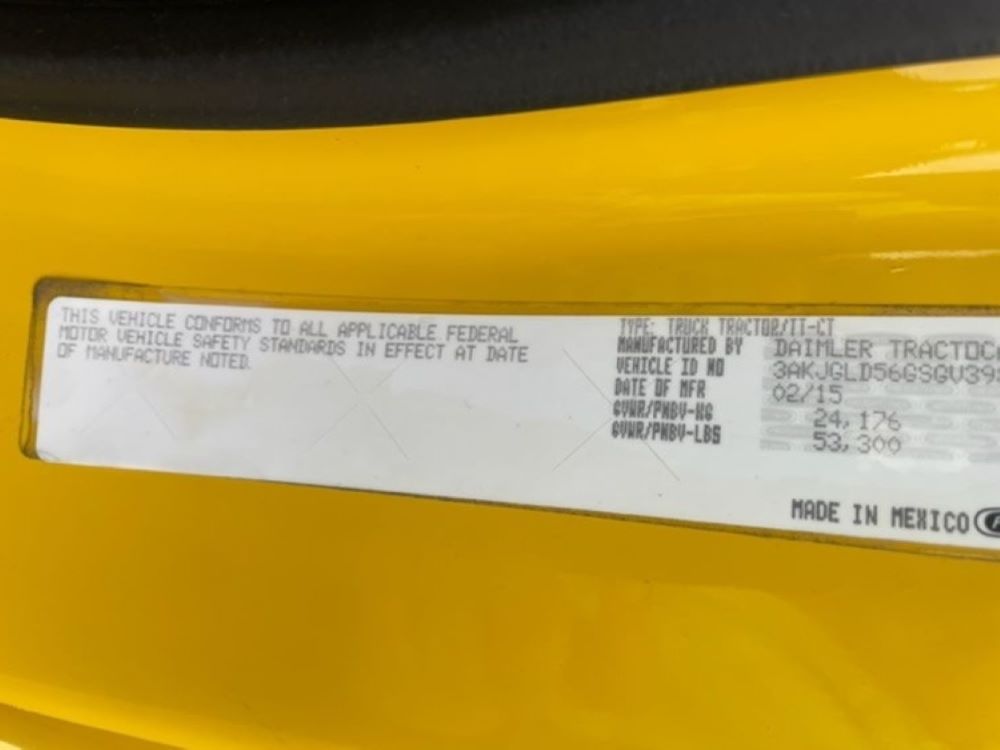 THIS VEHICLE CONFORMS TO ALL APPLICABLE FEDERAL
MOTOR VEHICLE SAFETY STANDARDS IN EFFECT AT DATE
OF MANUFACTURE NOTED.
TYPE: TRUCK TRACTOR/TT-CT
MANUFACTURED BY DAIMLER
VEHICLE ID NO
DATE OF MFR 02/15
GVWR/PNBV-KG 24,176
GVWR/PNBV-LBS 53,300
MADE IN MEXICO